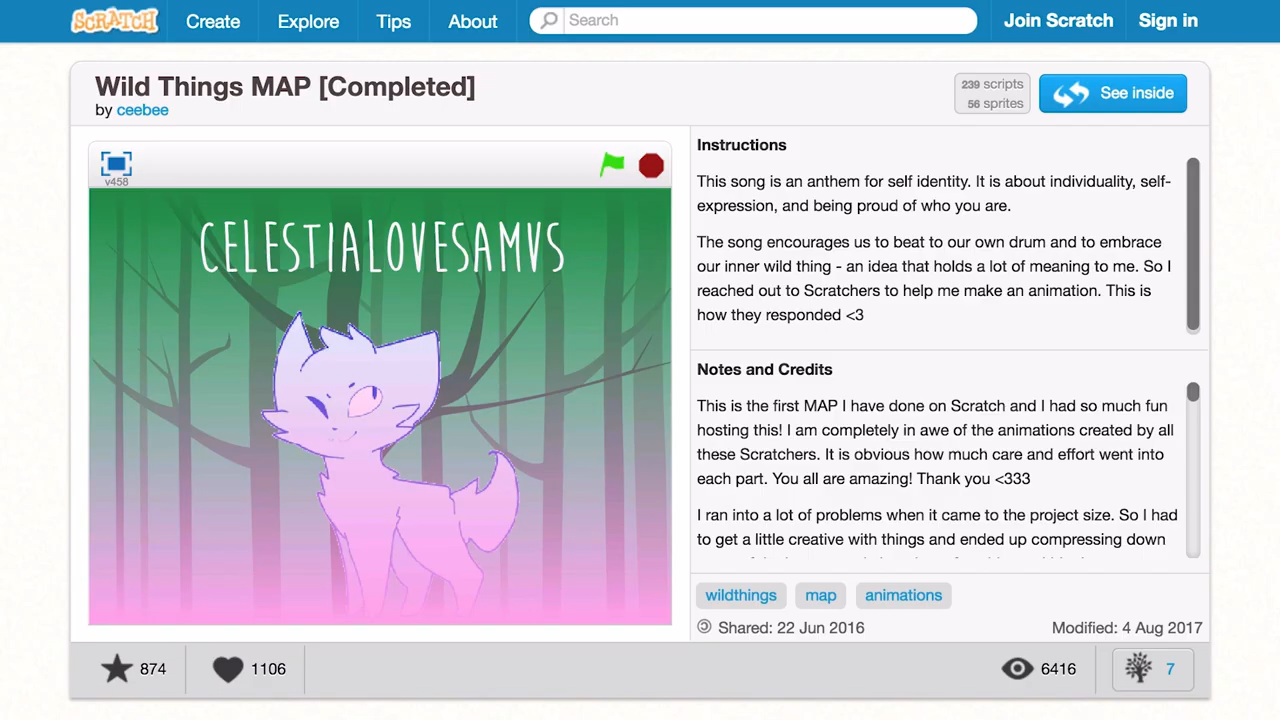 SCRATCH Create Explore Tips About Search Join Scratch Sign in
Wild Things MAP [Completed]
by ceebee
239 scripts
56 sprites
See inside
v458
CELESTIALOVESAMVS
Instructions
This song is an anthem for self identity. It is about individuality, self-
expression, and being proud of who you are.
The song encourages us to beat to our own drum and to embrace
our inner wild thing - an idea that holds a lot of meaning to me. So I
reached out to Scratchers to help me make an animation. This is
how they responded <3
Notes and Credits
This is the first MAP I have done on Scratch and I had so much fun
hosting this! I am completely in awe of the animations created by all
these Scratchers. It is obvious how much care and effort went into
each part. You all are amazing! Thank you <333
I ran into a lot of problems when it came to the project size. So I had
to get a little creative with things and ended up compressing down
wildthings map animations
Shared: 22 Jun 2016 Modified: 4 Aug 2017
874 1106 6416 7